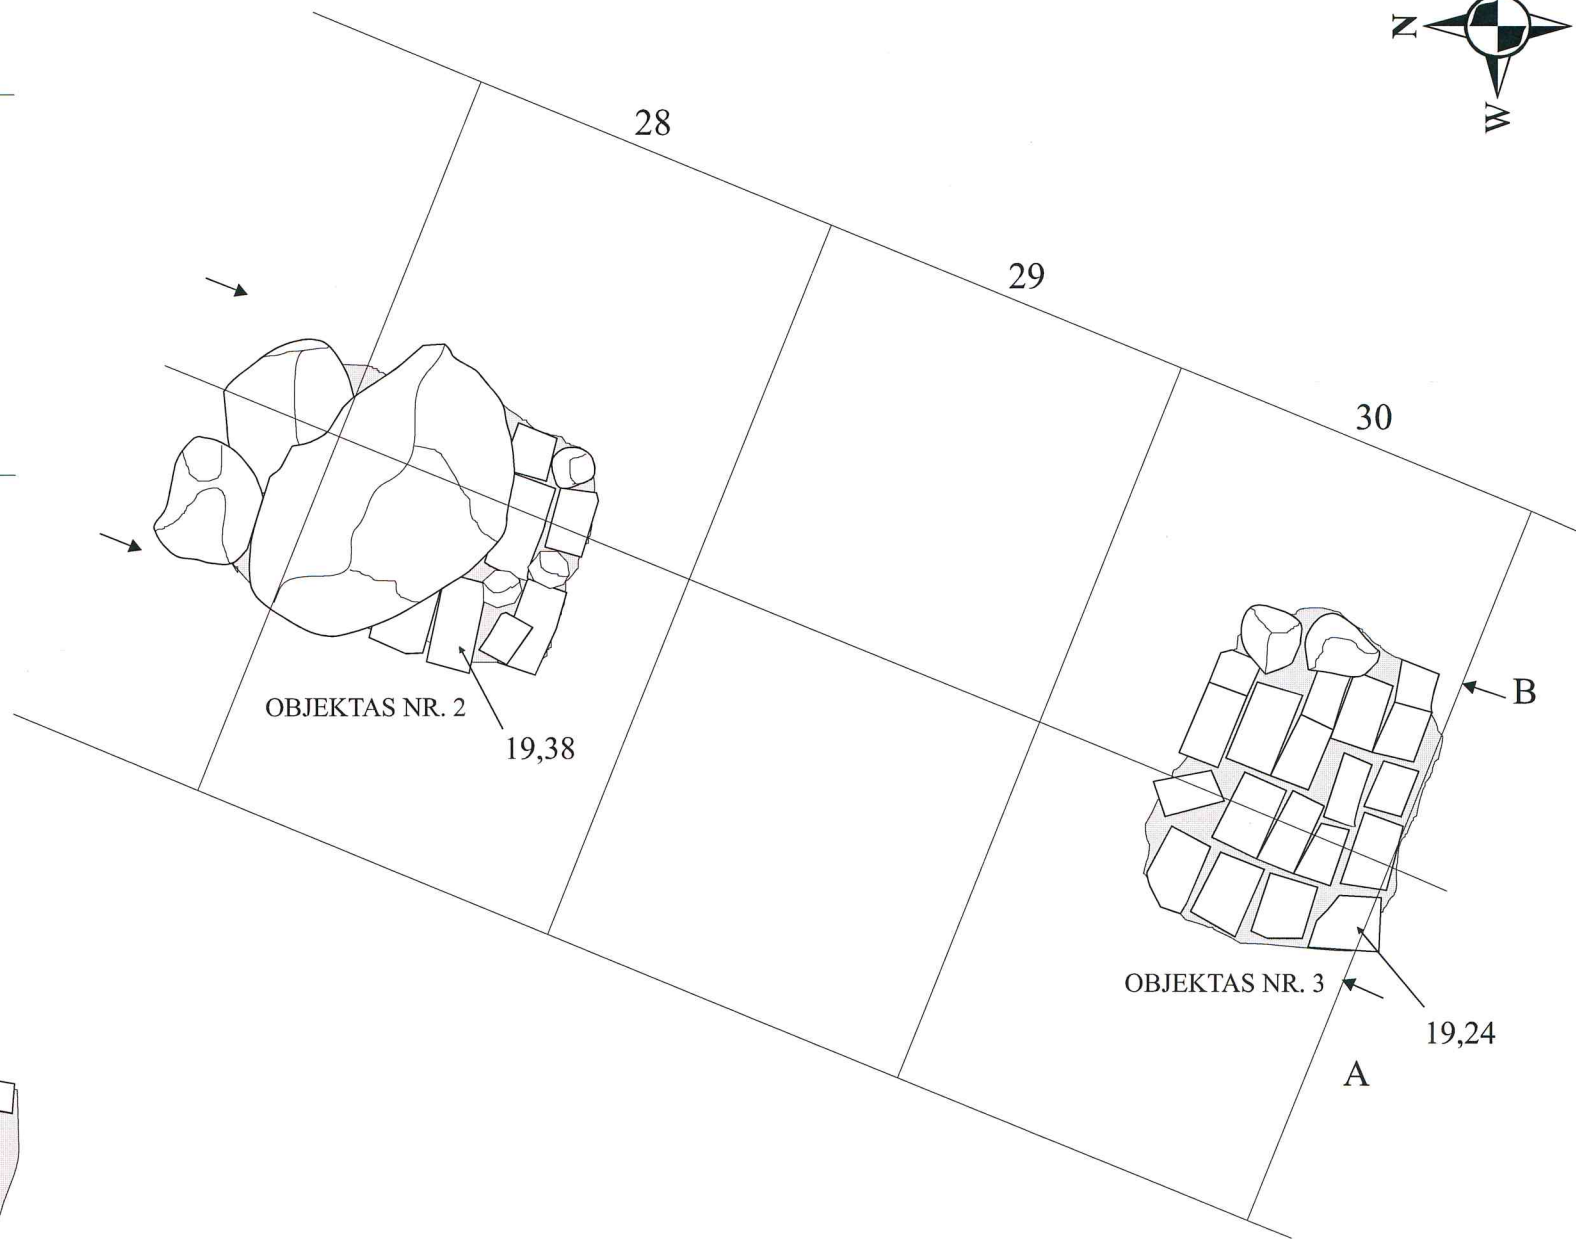 N
W
28
29
30
B
OBJEKTAS NR. 2
19,38
OBJEKTAS NR. 3
19,24
A